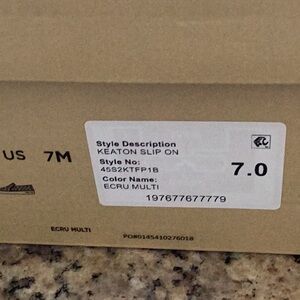 US 7M
Style Description
KEATON SLIP ON
Style No:
45S2KTFP1B
7.0
Color Name:
ECRU MULTI
197677677779
ECRU MULTI
PO#0145410276018